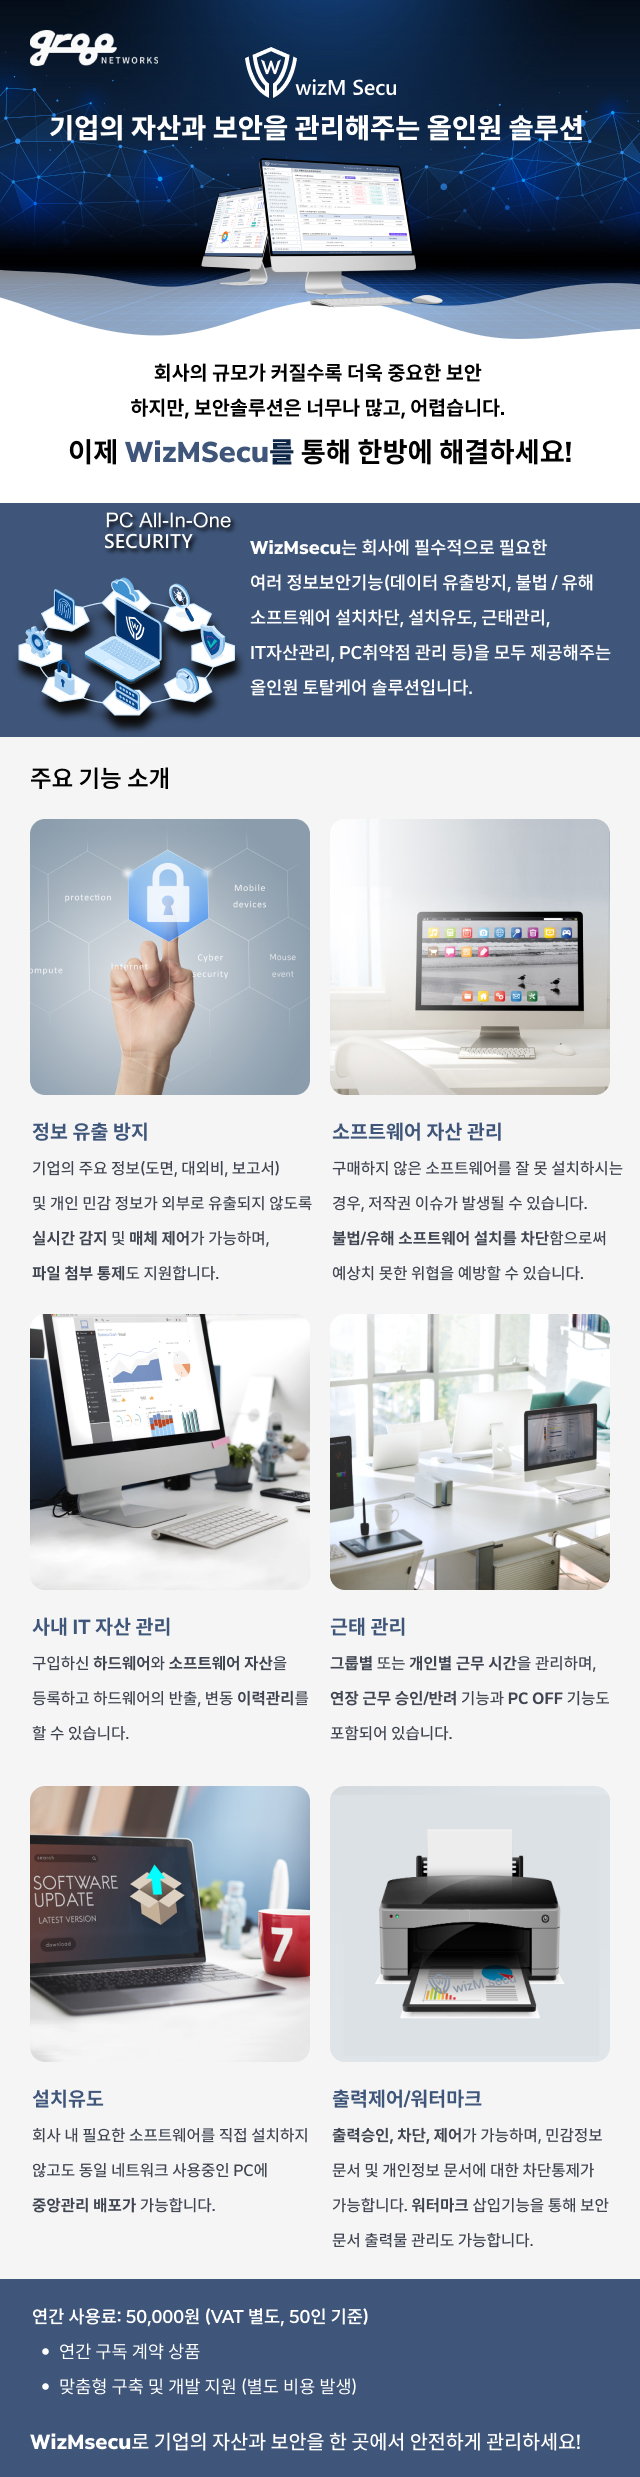 grap
NETWORKS
W
wizM Secu
기업의 자산과 보안을 관리해주는 올인원 솔루션
회사의 규모가 커질수록 더욱 중요한 보안
하지만, 보안솔루션은 너무나 많고, 어렵습니다.
이제 WizMSecu를 통해 한방에 해결하세요!
PC All-In-One
SECURITY
WizMsecu는 회사에 필수적으로 필요한
여러 정보보안기능(데이터 유출방지, 불법 / 유해
소프트웨어 설치차단, 설치유도, 근태관리,
IT자산관리, PC취약점 관리 등)을 모두 제공해주는
올인원 토탈케어 솔루션입니다.
주요 기능 소개
protection
Mobile
devices
ompute
Internet
Cyber
security
Mouse
event
정보 유출 방지
기업의 주요 정보(도면, 대외비, 보고서)
및 개인 민감 정보가 외부로 유출되지 않도록
실시간 감지 및 매체 제어가 가능하며,
파일 첨부 통제도 지원합니다.
소프트웨어 자산 관리
구매하지 않은 소프트웨어를 잘 못 설치하시는
경우, 저작권 이슈가 발생될 수 있습니다.
불법/유해 소프트웨어 설치를 차단함으로써
예상치 못한 위협을 예방할 수 있습니다.
사내 IT 자산 관리
구입하신 하드웨어와 소프트웨어 자산을
등록하고 하드웨어의 반출, 변동 이력관리를
할 수 있습니다.
근태 관리
그룹별 또는 개인별 근무 시간을 관리하며,
연장 근무 승인/반려 기능과 PC OFF 기능도
포함되어 있습니다.
search
SOFTWARE
UPDATE
LATEST VERSION
download
7
wizM Secu
설치유도
회사 내 필요한 소프트웨어를 직접 설치하지
않고도 동일 네트워크 사용중인 PC에
중앙관리 배포가 가능합니다.
출력제어/워터마크
출력승인, 차단, 제어가 가능하며, 민감정보
문서 및 개인정보 문서에 대한 차단통제가
가능합니다. 워터마크 삽입기능을 통해 보안
문서 출력물 관리도 가능합니다.
연간 사용료: 50,000원 (VAT 별도, 50인 기준)
• 연간 구독 계약 상품
• 맞춤형 구축 및 개발 지원 (별도 비용 발생)
WizMsecu로 기업의 자산과 보안을 한 곳에서 안전하게 관리하세요!